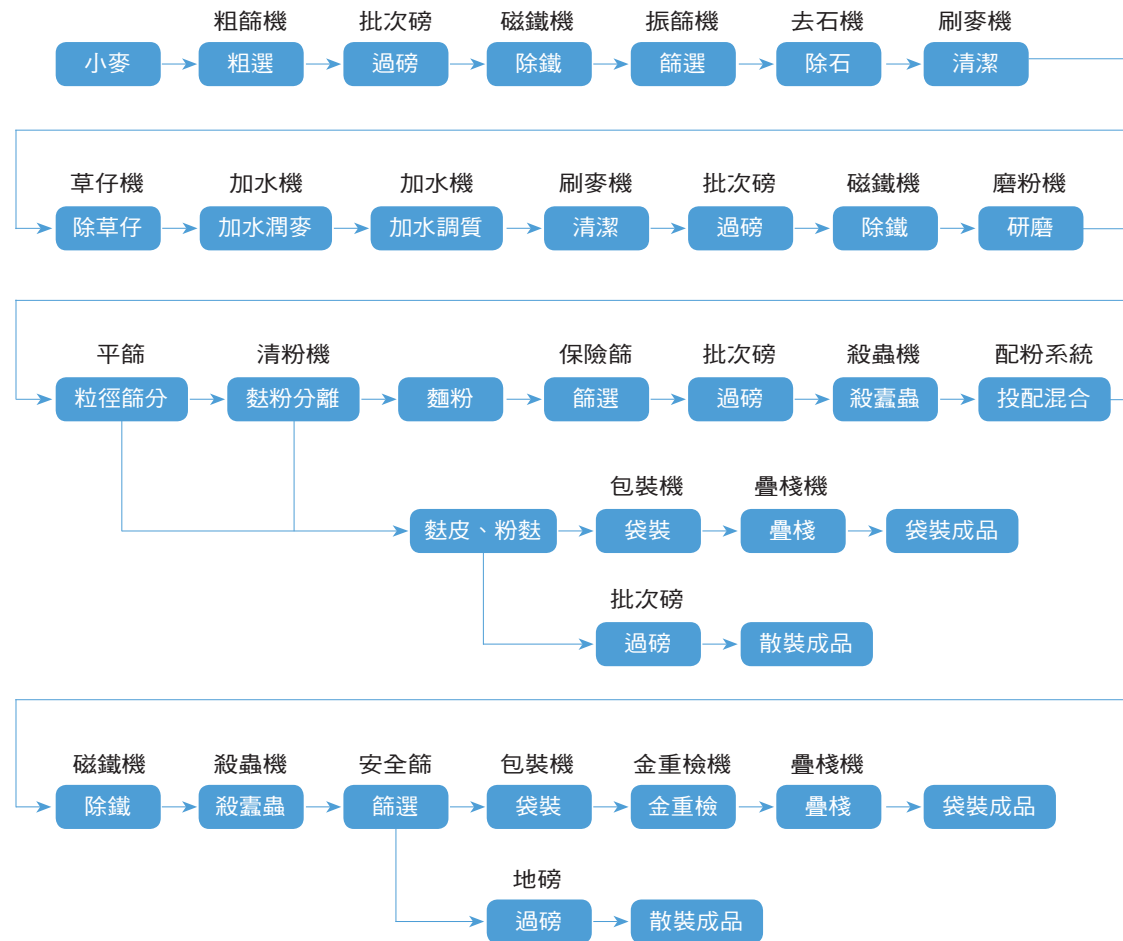 粗篩機 批次磅 磁鐵機 振篩機 去石機 刷麥機
小麥 粗選 過磅 除鐵 篩選 除石 清潔
草仔機 加水機 加水機 刷麥機 批次磅 磁鐵機 磨粉機
除草仔 加水潤麥 加水調質 清潔 過磅 除鐵 研磨
平篩 清粉機 保險篩 批次磅 殺蟲機 配粉系統
粒徑篩分 麩粉分離 麵粉 篩選 過磅 殺蠹蟲 投配混合
包裝機 疊棧機
麩皮、粉麩 袋裝 疊棧 袋裝成品
批次磅
過磅 散裝成品
磁鐵機 殺蟲機 安全篩 包裝機 金重檢機 疊棧機
除鐵 殺蠹蟲 篩選 袋裝 金重檢 疊棧 袋裝成品
地磅
過磅 散裝成品